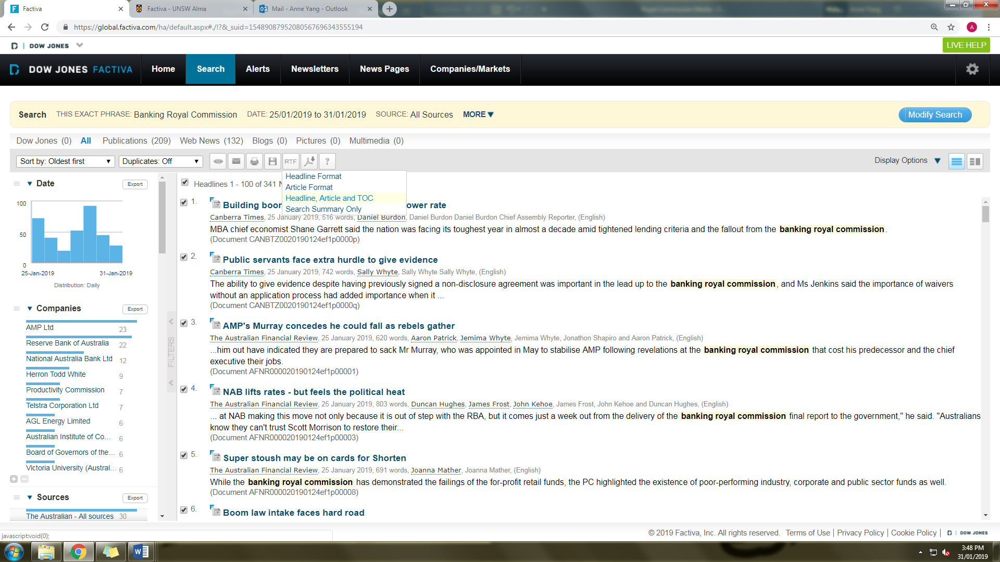 Factiva
Factiva - UNSW Alma
Mail - Anne Yang - Outlook
https://global.factiva.com/ha/default.aspx#./!?&_suid=154890879520805676963435551​94
A
DOW JONES
LIVE HELP
DOW JONES FACTIVA
Home
Search
Alerts
Newsletters
News Pages
Companies/Markets
Search THIS EXACT PHRASE: Banking Royal Commission DATE: 25/01/2019 to 31/01/2019 SOURCE: All Sources MORE ▼
Modify Search
Dow Jones (0) All Publications (209) Web News (132) Blogs (0) Pictures (0) Multimedia (0)
Sort by: Oldest first
Duplicates: Off
RTF
?
Display Options ▼
Headline Format
Article Format
Headline, Article and TOC
Search Summary Only
Date
Export
100
50
0
25-Jan-2019
31-Jan-2019
Distribution: Daily
Companies
Export
AMP Ltd 23
Reserve Bank of Australia 22
National Australia Bank Ltd 12
Herron Todd White 9
Productivity Commission 7
Telstra Corporation Ltd 7
AGL Energy Limited 6
Australian Institute of Co... 6
Board of Governors of the... 6
Victoria University (Austral... 6
Sources
Export
The Australian - All sources 30
FILTERS
Headlines 1 - 100 of 341
1. Building boo ower rate
Canberra Times, 25 January 2019, 516 words, Daniel Burdon, Daniel Burdon Daniel Burdon Chief Assembly Reporter, (English)
MBA chief economist Shane Garrett said the nation was facing its toughest year in almost a decade amid tightened lending criteria and the fallout from the banking royal commission.
(Document CANBTZ0020190124ef1p0000p)
2. Public servants face extra hurdle to give evidence
Canberra Times, 25 January 2019, 742 words, Sally Whyte, Sally Whyte Sally Whyte, (English)
The ability to give evidence despite having previously signed a non-disclosure agreement was important in the lead up to the banking royal commission, and Ms Jenkins said the importance of waivers
without an application process had added importance when it ...
(Document CANBTZ0020190124ef1p0000q)
3. AMP's Murray concedes he could fall as rebels gather
The Australian Financial Review, 25 January 2019, 620 words, Aaron Patrick, Jemima Whyte, Jemima Whyte, Jonathon Shapiro and Aaron Patrick, (English)
...him out have indicated they are prepared to sack Mr Murray, who was appointed in May to stabilise AMP following revelations at the banking royal commission that cost his predecessor and the chief
executive their jobs.
(Document AFNR000020190124ef1p00001)
4. NAB lifts rates - but feels the political heat
The Australian Financial Review, 25 January 2019, 803 words, Duncan Hughes, James Frost, John Kehoe, James Frost, John Kehoe and Duncan Hughes, (English)
... at NAB making this move not only because it is out of step with the RBA, but it comes just a week out from the delivery of the banking royal commission final report to the government," he said. "Australians
know they can't trust Scott Morrison to restore their...
(Document AFNR000020190124ef1p00003)
5. Super stoush may be on cards for Shorten
The Australian Financial Review, 25 January 2019, 691 words, Joanna Mather, Joanna Mather, (English)
While the banking royal commission has demonstrated the failings of the for-profit retail funds, the PC highlighted the existence of poor-performing industry, corporate and public sector funds as well.
(Document AFNR000020190124ef1p00008)
6. Boom law intake faces hard road
© 2019 Factiva, Inc. All rights reserved. Terms of Use | Privacy Policy | Cookie Policy | DOW JONES
javascript:void(0);
3:48 PM
31/01/2019